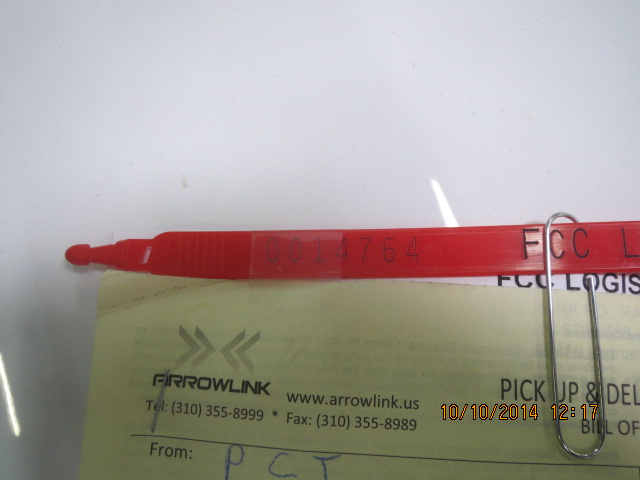 0014764 FCC L
FCC LOGIS
ARROWLINK
www.arrowlink.us
PICK UP & DEL
Tel: (310) 355-8999 * Fax: (310) 355-8989
10/10/2014 12:17
BILL OF
From: PCT